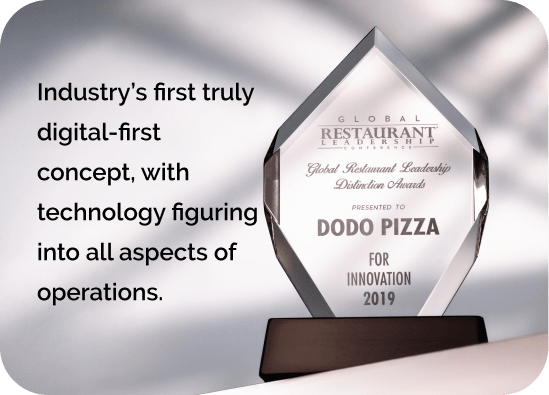 Industry’s first truly
digital-first
concept, with
technology figuring
into all aspects of
operations.
GLOBAL
RESTAURANT
LEADERSHIP
CONFERENCE
Global Restaurant Leadership
Distinction Awards
PRESENTED TO
DODO PIZZA
FOR
INNOVATION
2019